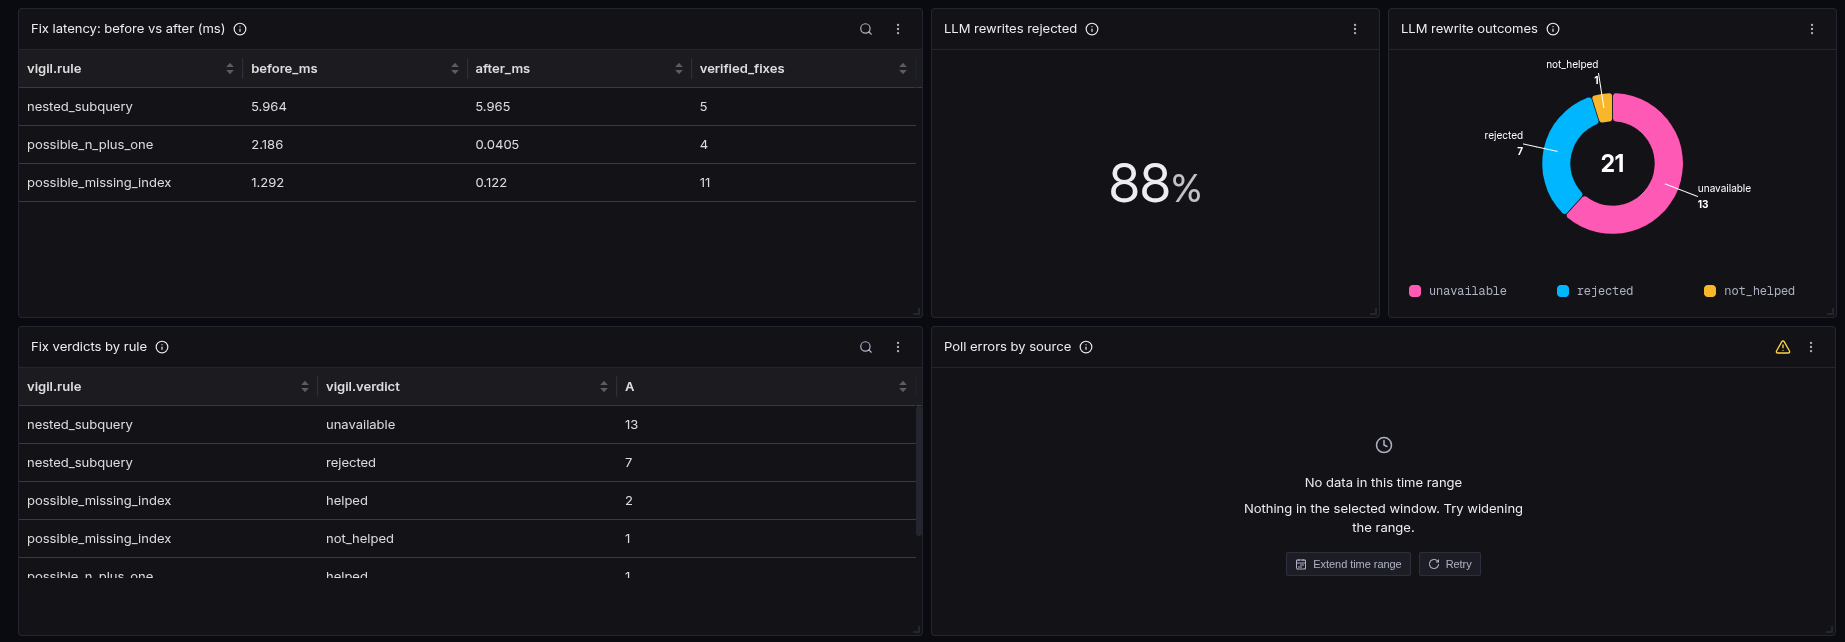 Fix latency: before vs after (ms)
vigil.rule before_ms after_ms verified_fixes
nested_subquery 5.964 5.965 5
possible_n_plus_one 2.186 0.0405 4
possible_missing_index 1.292 0.122 11
LLM rewrites rejected
88%
LLM rewrite outcomes
not_helped
1
rejected
7
21
unavailable
13
unavailable rejected not_helped
Fix verdicts by rule
vigil.rule vigil.verdict A
nested_subquery unavailable 13
nested_subquery rejected 7
possible_missing_index helped 2
possible_missing_index not_helped 1
possible_n_plus_one helped 1
Poll errors by source
No data in this time range
Nothing in the selected window. Try widening
the range.
Extend time range Retry